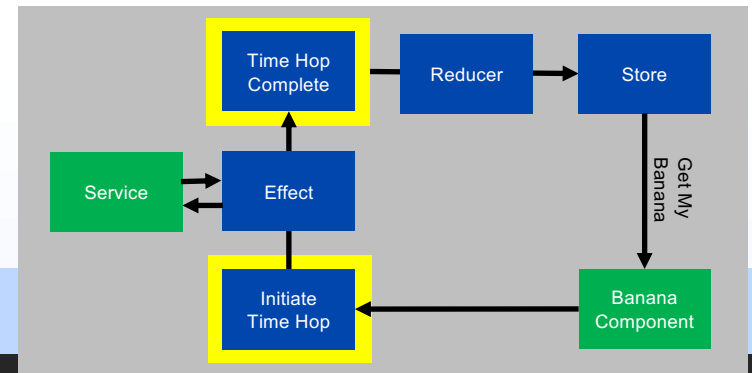 Time Hop
Complete
Reducer
Store
Service
Effect
Get My
Banana
Initiate
Time Hop
Banana
Component